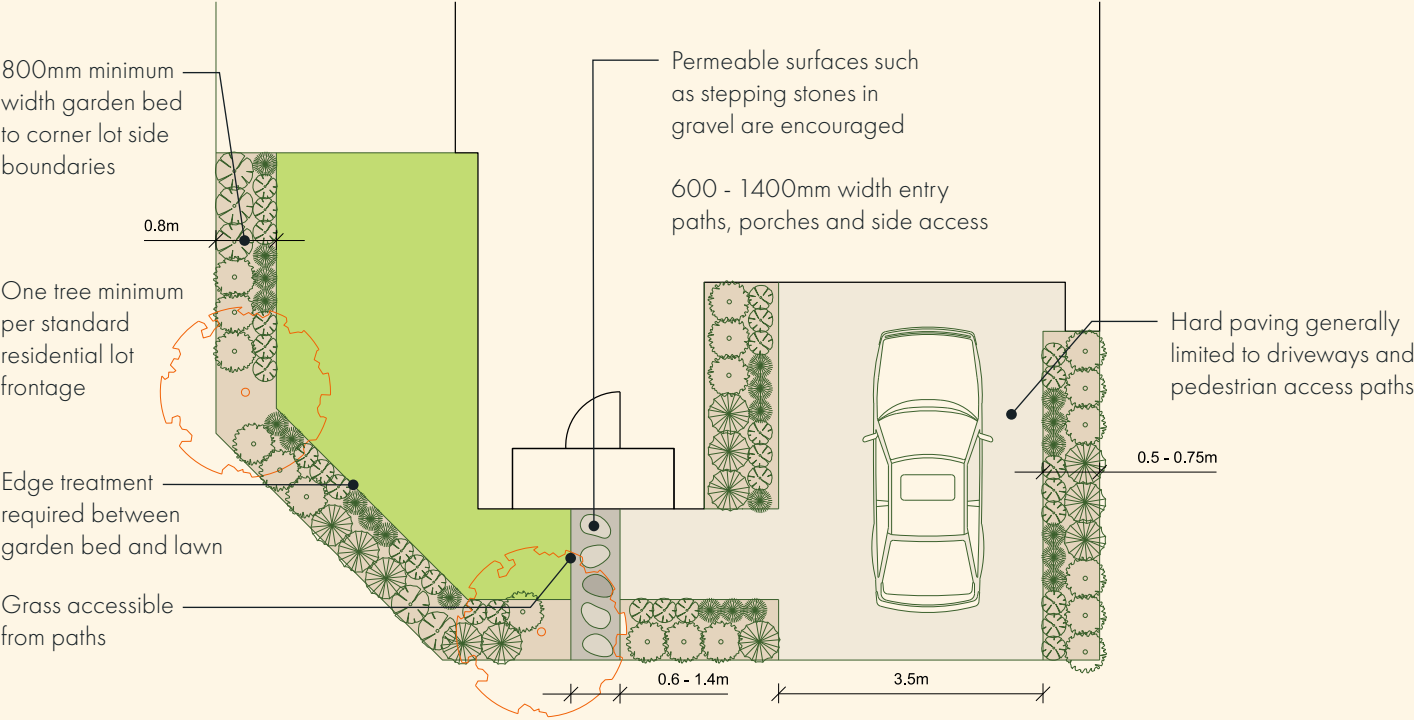 800mm minimum
width garden bed
to corner lot side
boundaries
0.8m
One tree minimum
per standard
residential lot
frontage
Edge treatment
required between
garden bed and lawn
Grass accessible
from paths
Permeable surfaces such
as stepping stones in
gravel are encouraged
600 - 1400mm width entry
paths, porches and side access
Hard paving generally
limited to driveways and
pedestrian access paths
0.5 - 0.75m
0.6 - 1.4m
3.5m